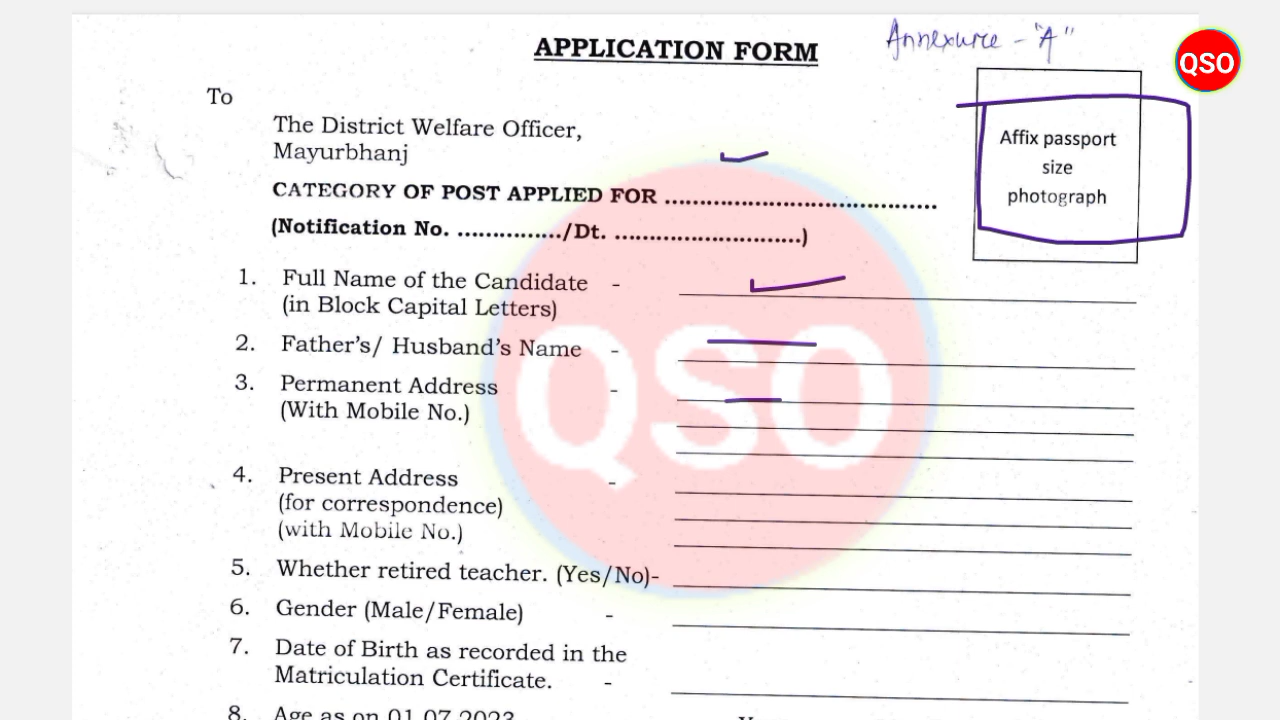 APPLICATION FORM
Annexure - "A"
QSO
To
The District Welfare Officer,
Mayurbhanj
Affix passport
size
photograph
CATEGORY OF POST APPLIED FOR .......................................
(Notification No. .............../Dt. ...........................)
1. Full Name of the Candidate -
(in Block Capital Letters)
2. Father's/ Husband's Name -
3. Permanent Address -
(With Mobile No.)
QSO
4. Present Address -
(for correspondence)
(with Mobile No.)
5. Whether retired teacher. (Yes/No)-
6. Gender (Male/Female) -
7. Date of Birth as recorded in the
Matriculation Certificate. -
8. Age as on 01.07.2023